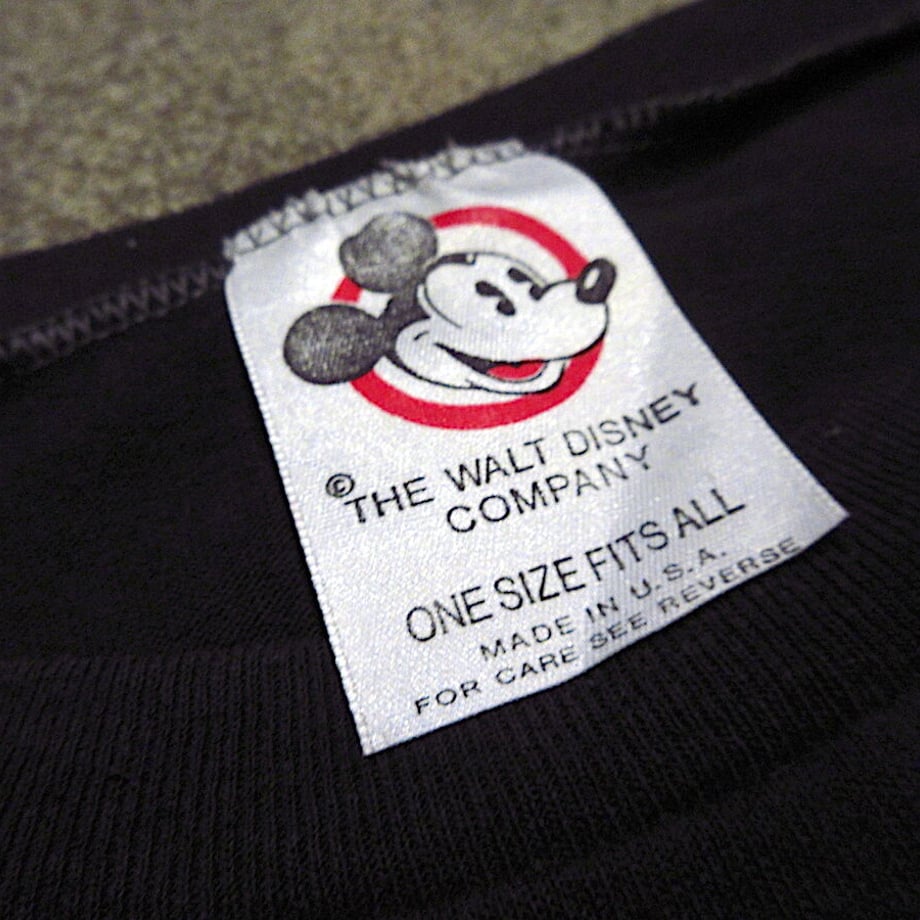 © THE WALT DISNEY
COMPANY
ONE SIZE FITS ALL
MADE IN U.S.A.
FOR CARE SEE REVERSE